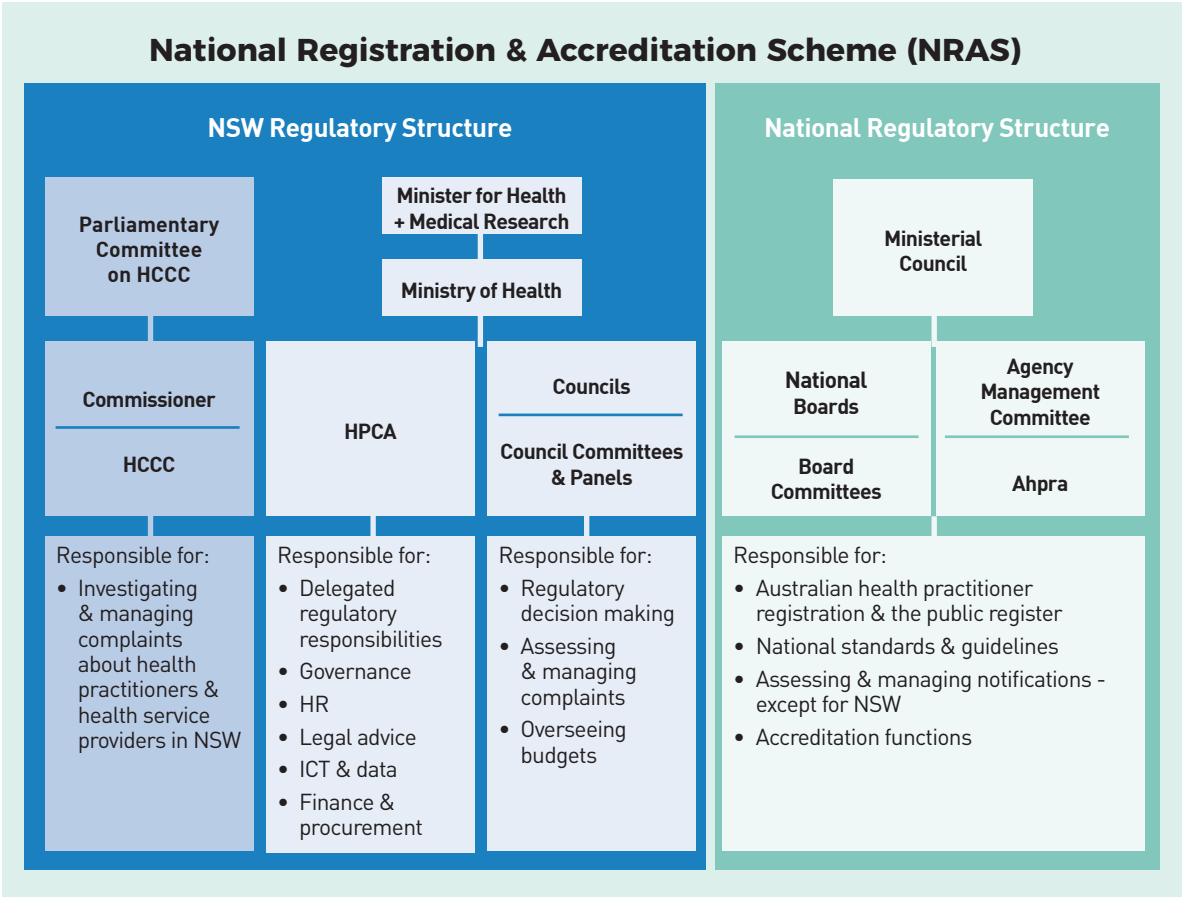 National Registration & Accreditation Scheme (NRAS)
NSW Regulatory Structure
Parliamentary
Committee
on HCCC
Minister for Health
+ Medical Research
Ministry of Health
Commissioner
HCCC
HPCA
Councils
Council Committees
& Panels
Responsible for:
• Investigating
& managing
complaints
about health
practitioners &
health service
providers in NSW
Responsible for:
• Delegated
regulatory
responsibilities
• Governance
• HR
• Legal advice
• ICT & data
• Finance &
procurement
Responsible for:
• Regulatory
decision making
• Assessing
& managing
complaints
• Overseeing
budgets
National Regulatory Structure
Ministerial
Council
National
Boards
Board
Committees
Agency
Management
Committee
Ahpra
Responsible for:
• Australian health practitioner
registration & the public register
• National standards & guidelines
• Assessing & managing notifications -
except for NSW
• Accreditation functions